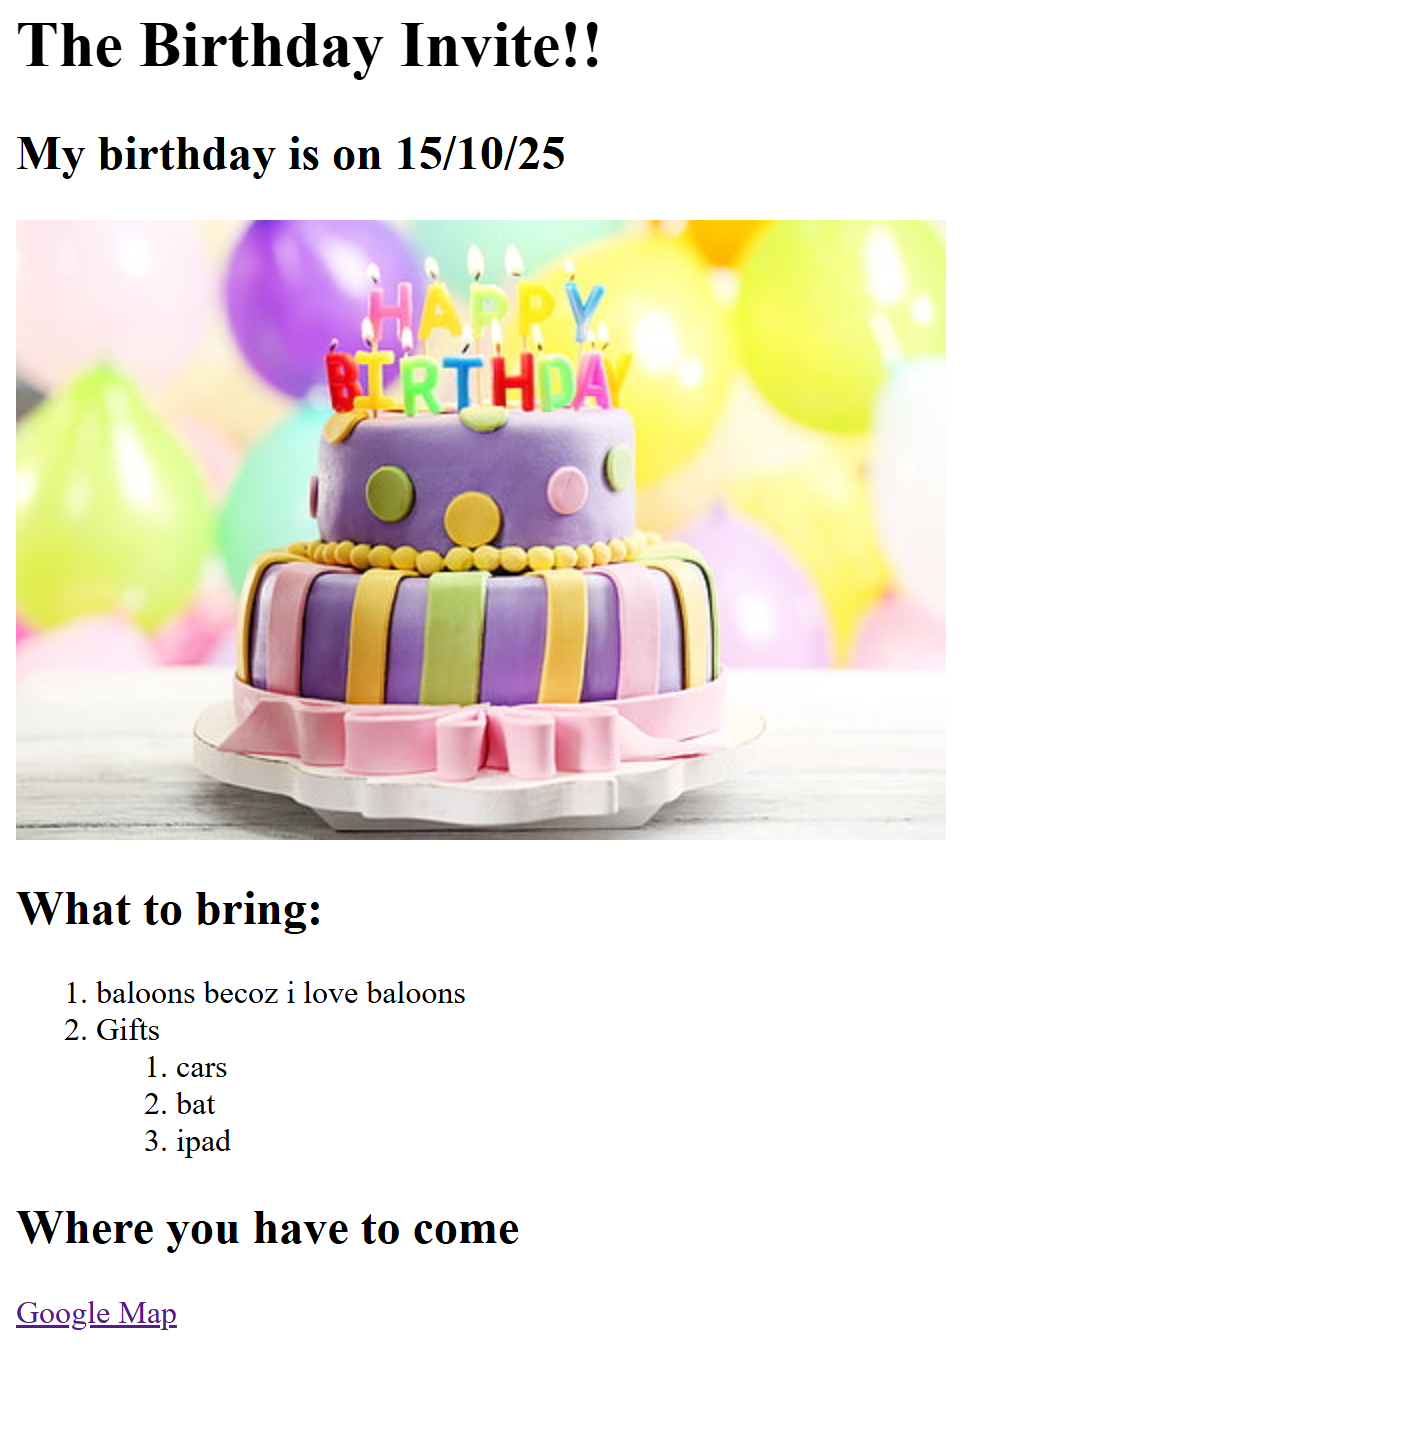 The Birthday Invite!!
My birthday is on 15/10/25
HAPPY
BIRTHDAY
What to bring:
1. baloons becoz i love baloons
2. Gifts
1. cars
2. bat
3. ipad
Where you have to come
Google Map